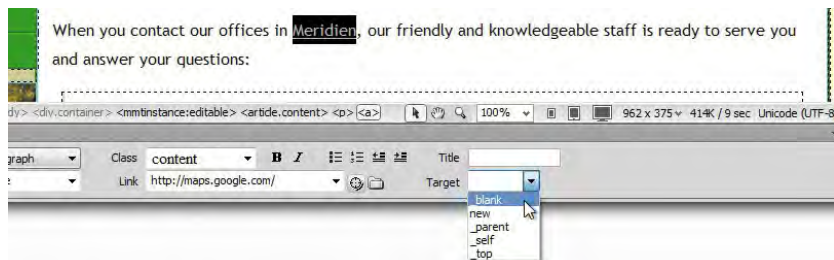 When you contact our offices in Meridien, our friendly and knowledgeable staff is ready to serve you
and answer your questions:
dy> <div.container> <mmtinstance:editable> <article.content> <p> <a> 100% 962 x 375 414K / 9 sec Unicode (UTF-8
graph Class content B I Title
e Link http://maps.google.com/ Target
_blank
new
_parent
_self
_top